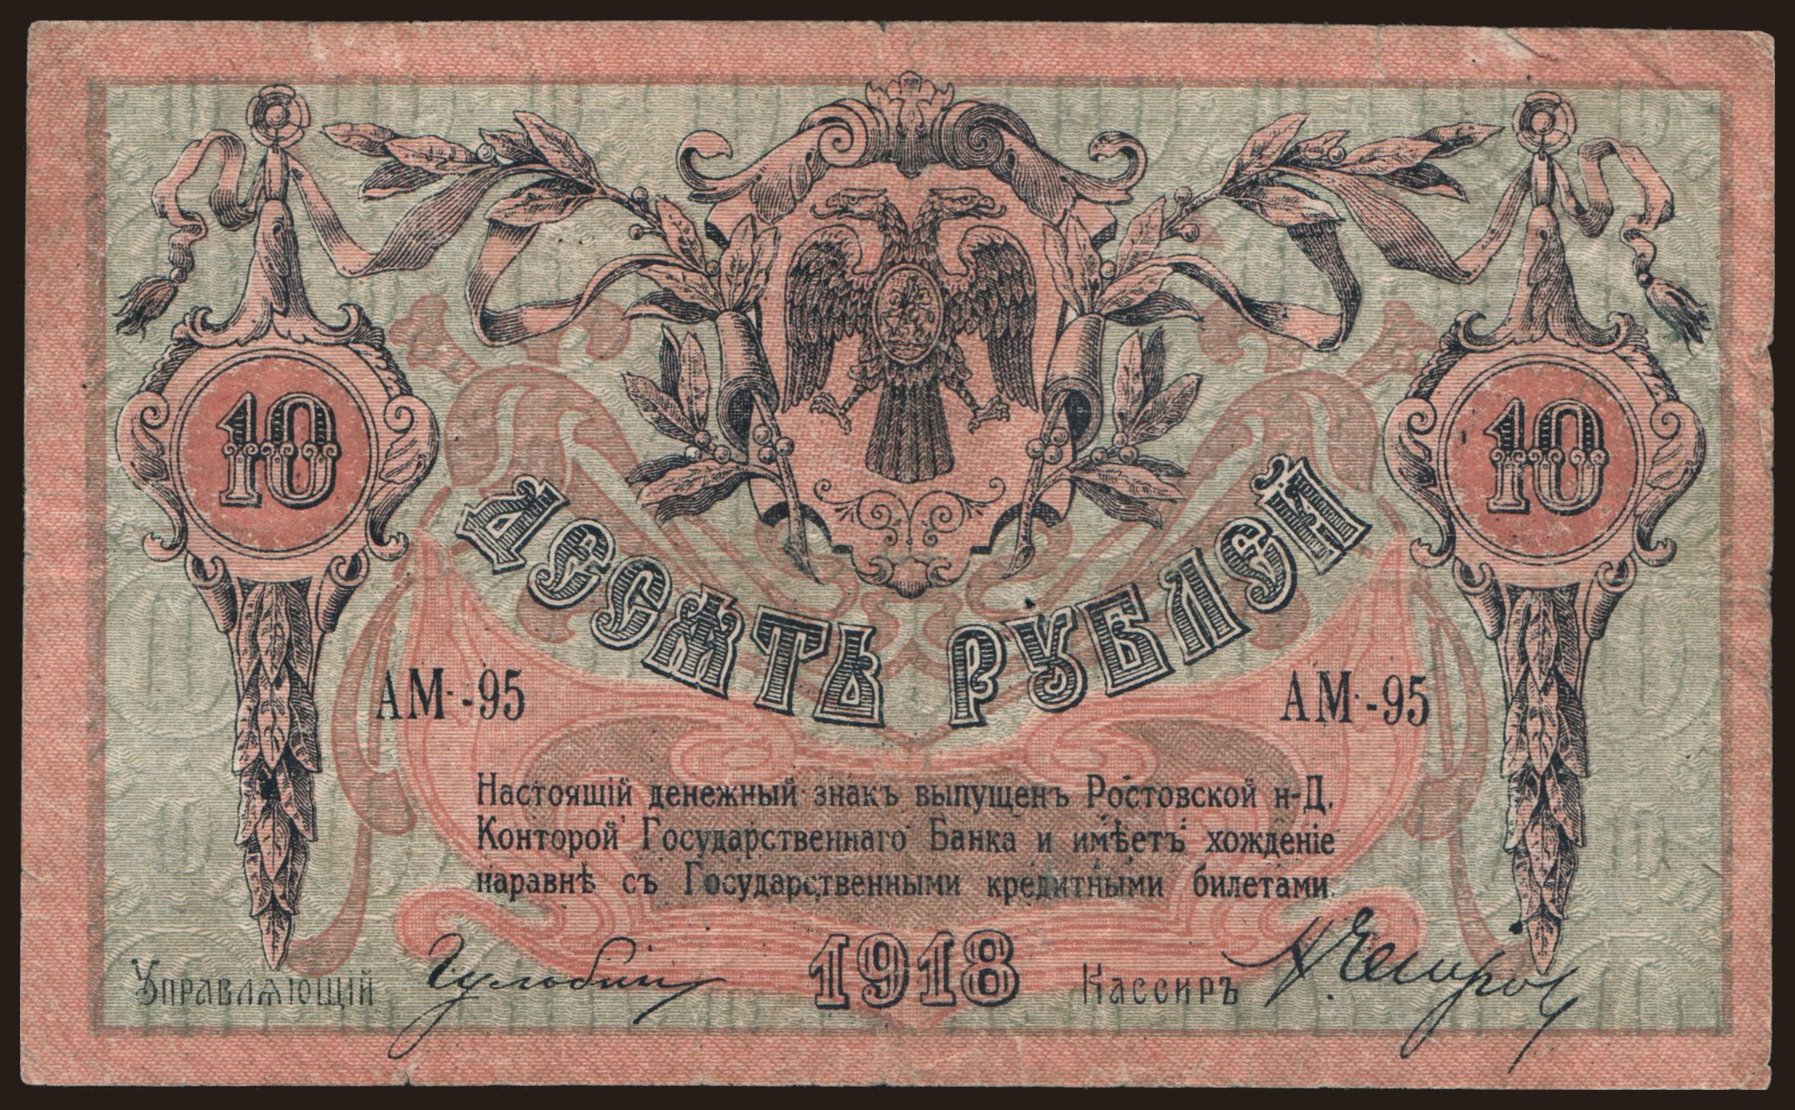 10
10
ДЕСЯТЬ РУБЛЕЙ
АМ-95
АМ-95
Настоящій денежный знакъ выпущенъ Ростовской н-Д.
Конторой Государственнаго Банка и имѣетъ хожденіе
наравнѣ съ Государственными кредитными билетами.
Управляющій
1918
Кассиръ